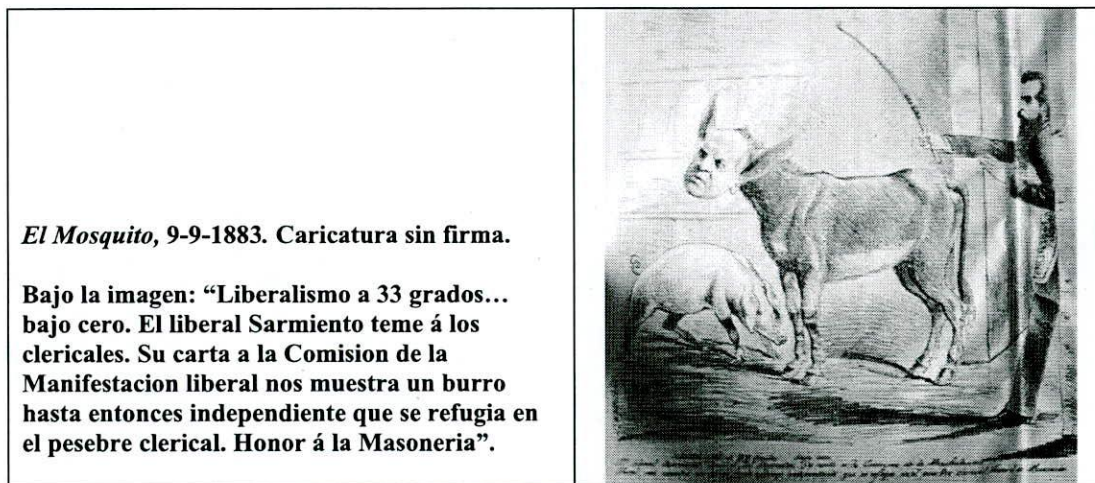 El Mosquito, 9-9-1883. Caricatura sin firma.
Bajo la imagen: “Liberalismo a 33 grados…
bajo cero. El liberal Sarmiento teme á los
clericales. Su carta a la Comision de la
Manifestacion liberal nos muestra un burro
hasta entonces independiente que se refugia en
el pesebre clerical. Honor á la Masoneria”.